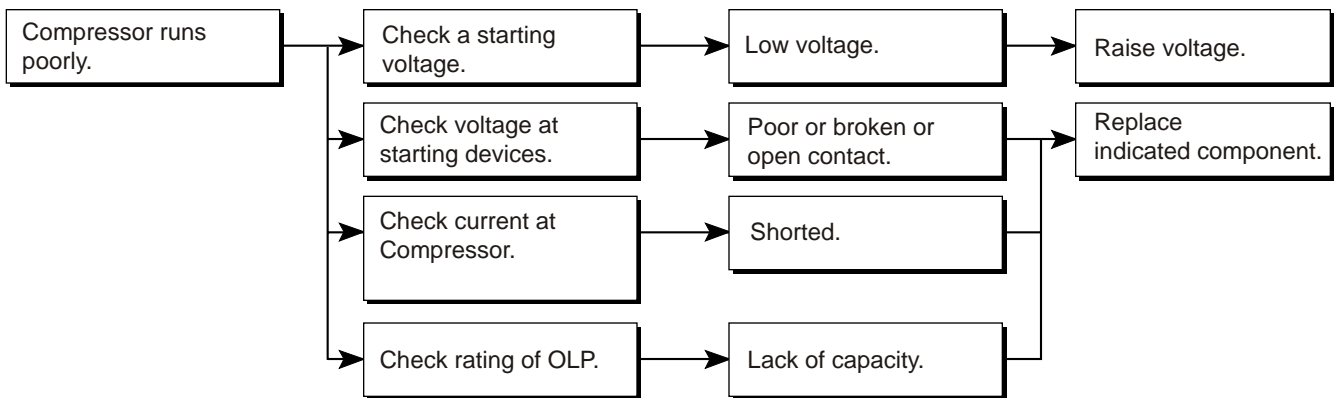 Compressor runs
poorly.
Check a starting
voltage.
Low voltage.
Raise voltage.
Check voltage at
starting devices.
Poor or broken or
open contact.
Replace
indicated component.
Check current at
Compressor.
Shorted.
Check rating of OLP.
Lack of capacity.